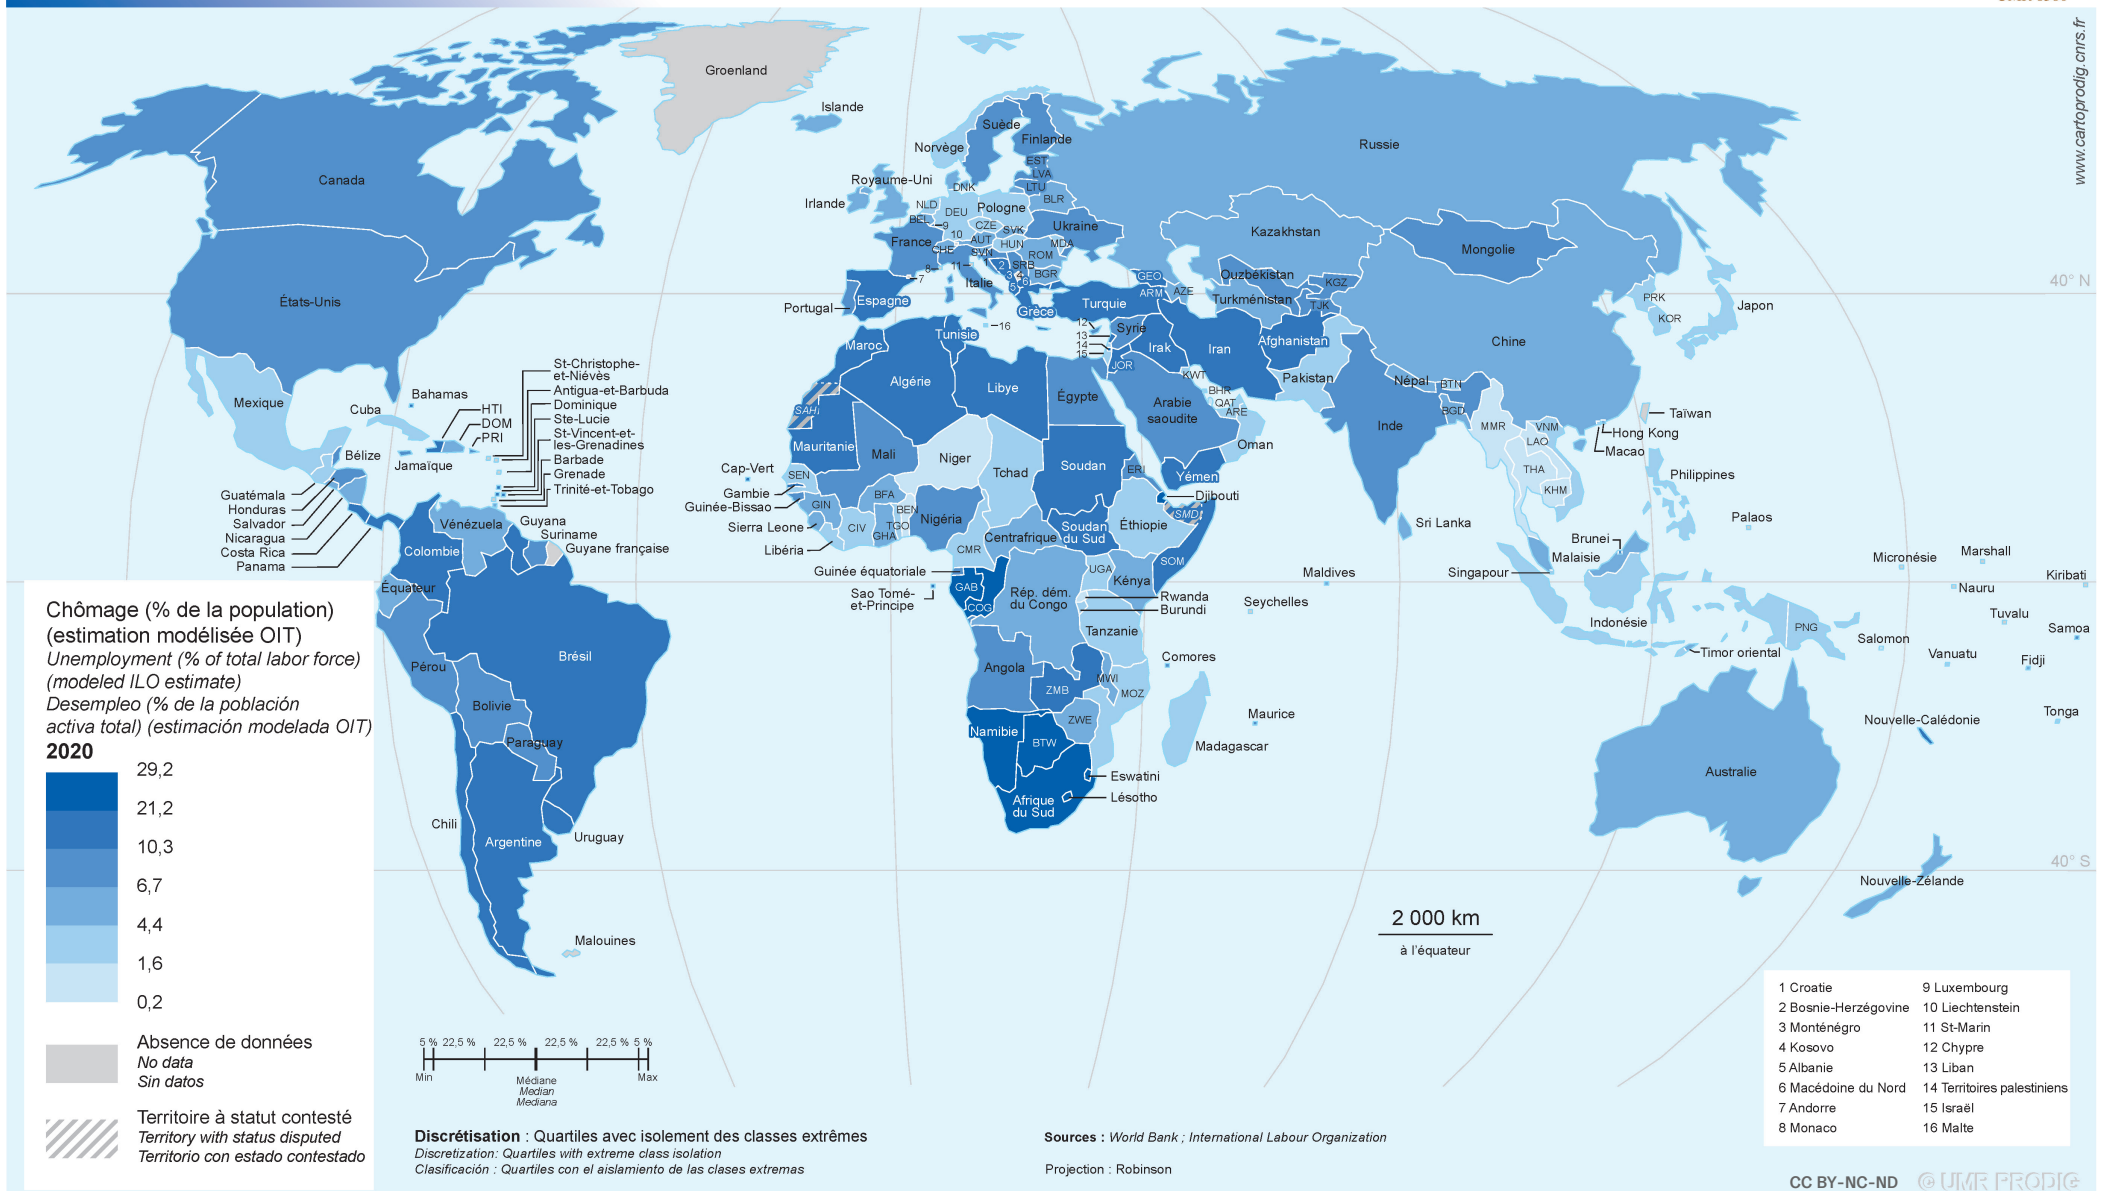 www.cartoprodig.cnrs.fr
Groenland
Islande
Suède
Finlande
Norvège
Russie
EST
LVA
LTU
Royaume-Uni
DNK
Canada
Irlande
NLD
DEU
Pologne
BLR
BEL
9
CZE
SVK
Ukraine
10
France
CHE
AUT
HUN
MDA
Kazakhstan
Mongolie
SVN
1
ROM
8
11
2
SRB
7
3
4
BGR
Italie
5
6
GEO
Ouzbékistan
KGZ
40° N
États-Unis
Portugal
Espagne
ARM
AZE
Turkménistan
TJK
PRK
Japon
Turquie
Grèce
KOR
16
12
Tunisie
Syrie
13
Maroc
14
Irak
Iran
Afghanistan
Chine
15
JOR
KWT
Pakistan
Népal
BTN
Algérie
Libye
Égypte
BHR
QAT
ARE
Arabie
saoudite
St-Christophe-
et-Niévès
Antigua-et-Barbuda
Dominique
Ste-Lucie
St-Vincent-et-
les-Grenadines
Barbade
Grenade
Trinité-et-Tobago
Bahamas
Mexique
Cuba
HTI
DOM
PRI
Bélize
Jamaïque
SAH
BGD
Taïwan
Inde
MMR
VNM
Hong Kong
LAO
Macao
Oman
Mauritanie
Mali
Niger
Tchad
Soudan
ERI
Yémen
THA
Philippines
Cap-Vert
SEN
KHM
Guatémala
Honduras
Salvador
Nicaragua
Costa Rica
Panama
Gambie
Guinée-Bissao
Sierra Leone
Libéria
GIN
BFA
BEN
CIV
TGO
GHA
Nigéria
Djibouti
SMD
Éthiopie
Soudan
du Sud
Centrafrique
CMR
Sri Lanka
Palaos
Vénézuela
Guyana
Suriname
Guyane française
Colombie
Équateur
Brunei
Malaisie
Singapour
Micronésie
Marshall
Kiribati
Nauru
Tuvalu
Samoa
Guinée équatoriale
Sao Tomé-
et-Principe
GAB
COG
Rép. dém.
du Congo
UGA
Kénya
SOM
Rwanda
Burundi
Maldives
Seychelles
Indonésie
PNG
Salomon
Timor oriental
Vanuatu
Fidji
Tanzanie
Comores
Angola
MWI
ZMB
MOZ
Pérou
Brésil
Bolivie
Paraguay
ZWE
Maurice
Madagascar
Namibie
BTW
Eswatini
Lésotho
Afrique
du Sud
Nouvelle-Calédonie
Tonga
Australie
Chili
Argentine
Uruguay
40° S
Nouvelle-Zélande
Malouines
2 000 km
à l'équateur
Chômage (% de la population)
(estimation modélisée OIT)
Unemployment (% of total labor force)
(modeled ILO estimate)
Desempleo (% de la población
activa total) (estimación modelada OIT)
2020
29,2
21,2
10,3
6,7
4,4
1,6
0,2
Absence de données
No data
Sin datos
Territoire à statut contesté
Territory with status disputed
Territorio con estado contestado
5 % 22,5 % 22,5 % 22,5 % 22,5 % 5 %
Min
Max
Médiane
Median
Mediana
Discrétisation : Quartiles avec isolement des classes extrêmes
Discretization: Quartiles with extreme class isolation
Clasificación : Quartiles con el aislamiento de las clases extremas
Sources : World Bank ; International Labour Organization
Projection : Robinson
1 Croatie
2 Bosnie-Herzégovine
3 Monténégro
4 Kosovo
5 Albanie
6 Macédoine du Nord
7 Andorre
8 Monaco
9 Luxembourg
10 Liechtenstein
11 St-Marin
12 Chypre
13 Liban
14 Territoires palestiniens
15 Israël
16 Malte
CC BY-NC-ND © UMR PRODIG